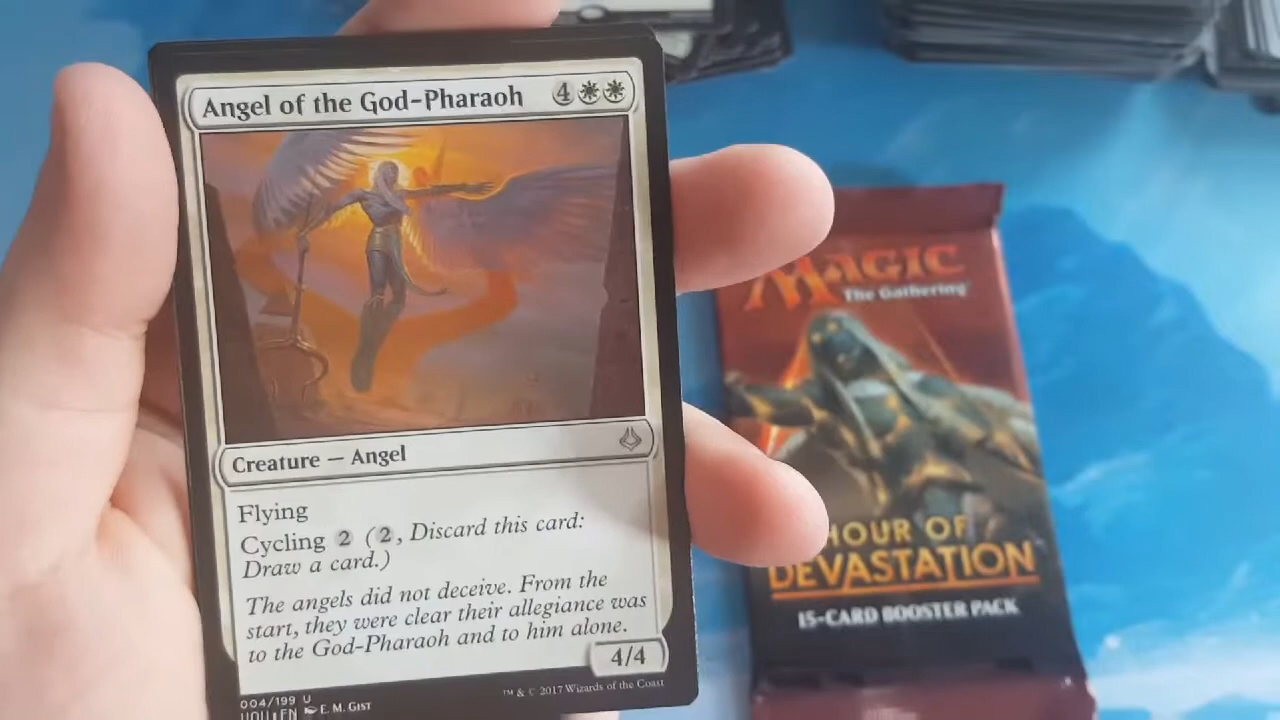 Angel of the God-Pharaoh 4
Creature — Angel
Flying
Cycling 2 (2, Discard this card:
Draw a card.)
The angels did not deceive. From the
start, they were clear their allegiance was
to the God-Pharaoh and to him alone.
4/4
004/199 U
HOU • EN E. M. GIST
™ & © 2017 Wizards of the Coast
MAGIC
The Gathering
HOUR OF
DEVASTATION
15-CARD BOOSTER PACK